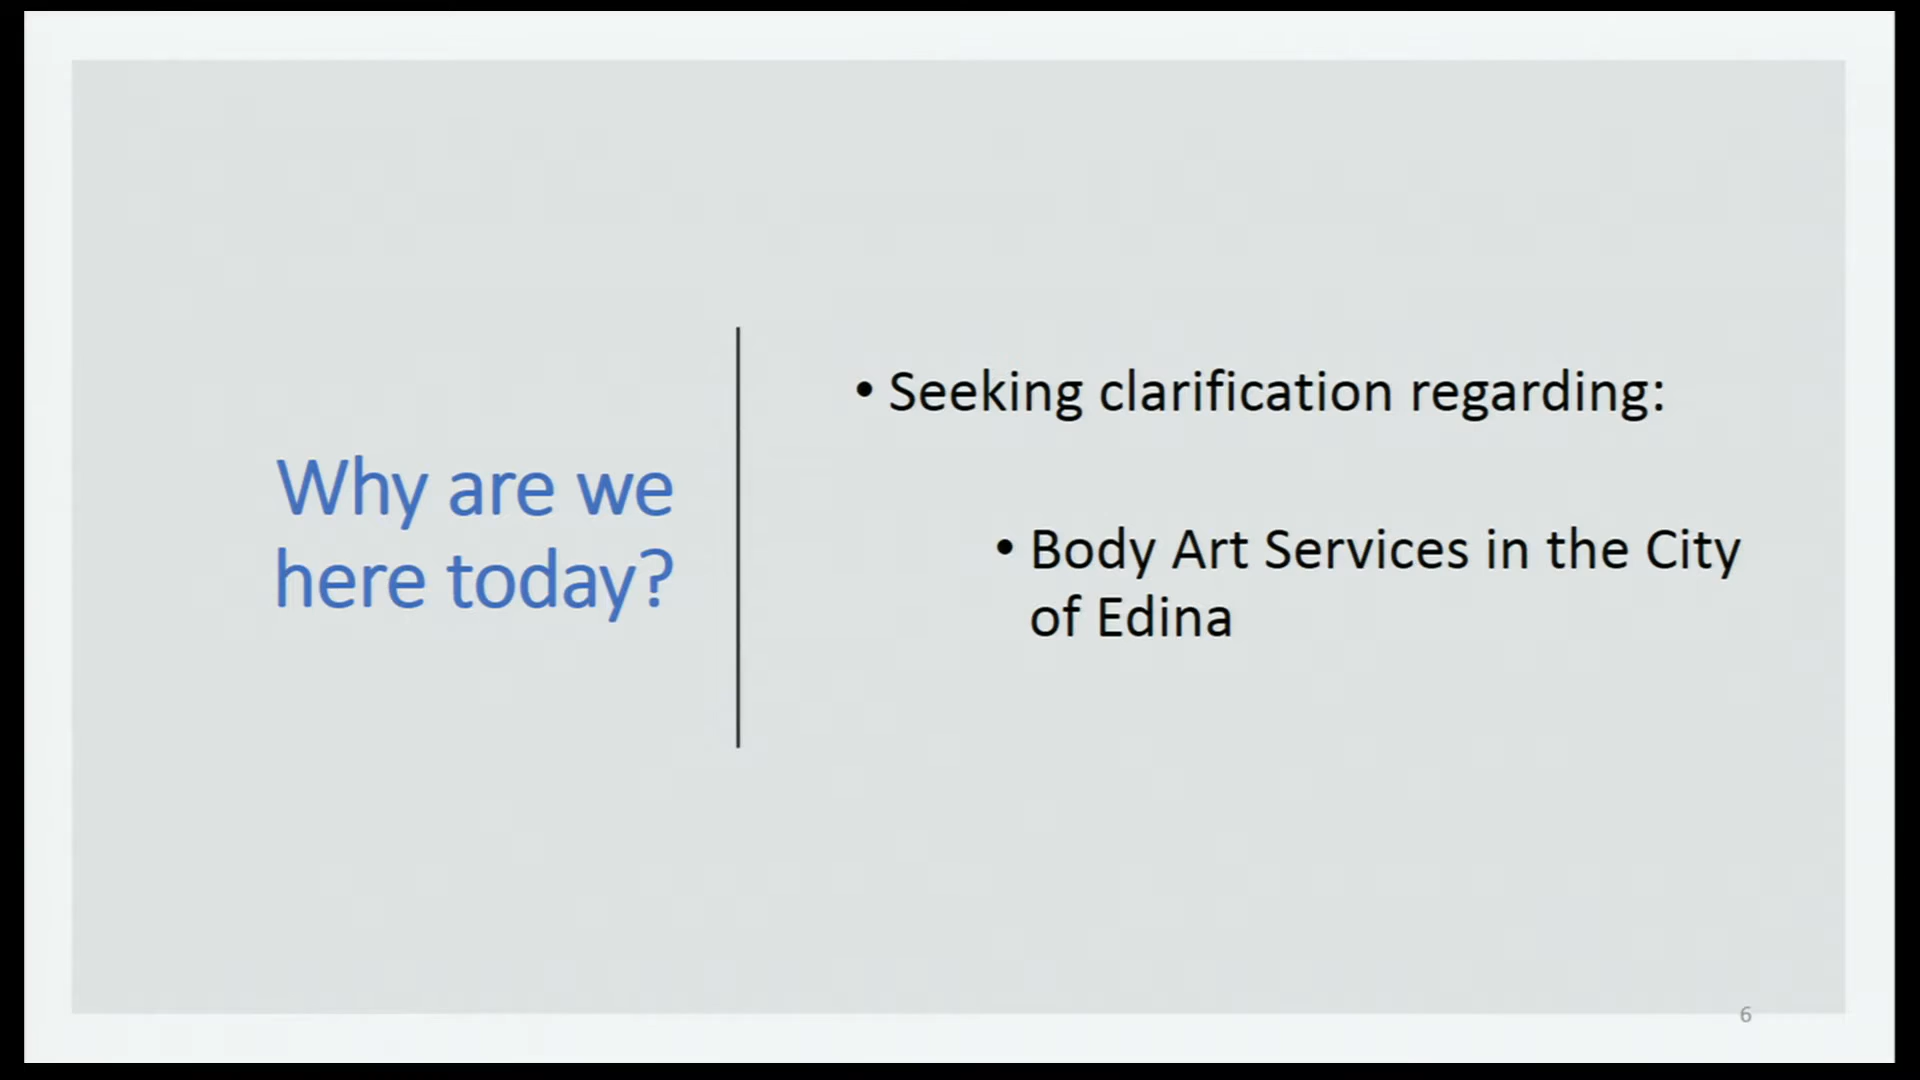 Why are we
here today?
• Seeking clarification regarding:
• Body Art Services in the City
of Edina
6